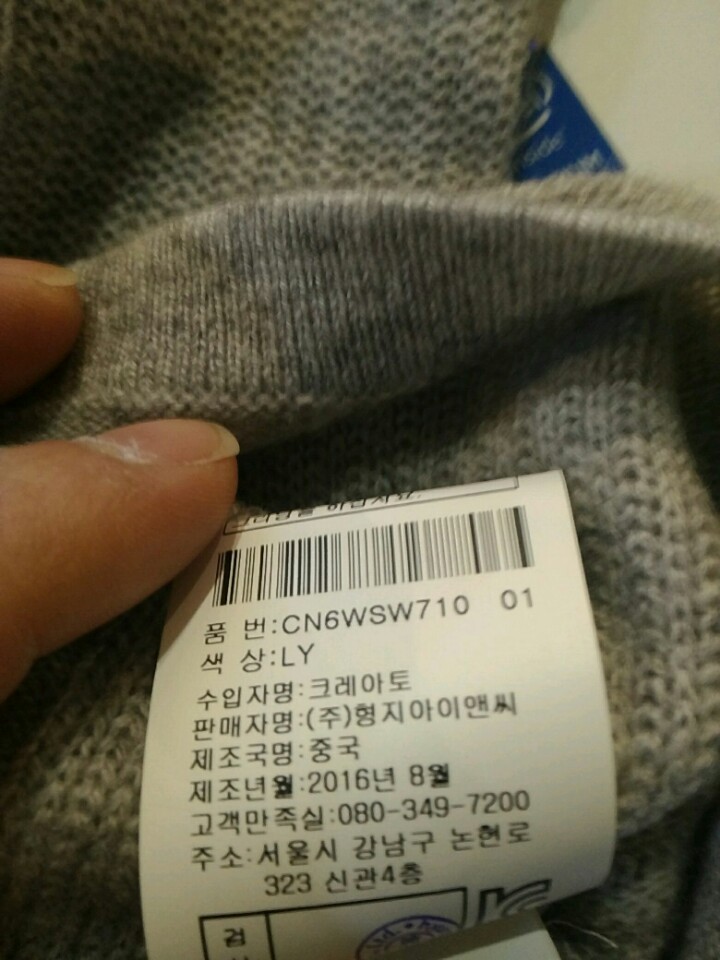 side
품 번:CN6WSW710 01
색 상:LY
수입자명:크레아토
판매자명:(주)형지아이앤씨
제조국명:중국
제조년월:2016년 8월
고객만족실:080-349-7200
주소:서울시 강남구 논현로
323 신관4층
검